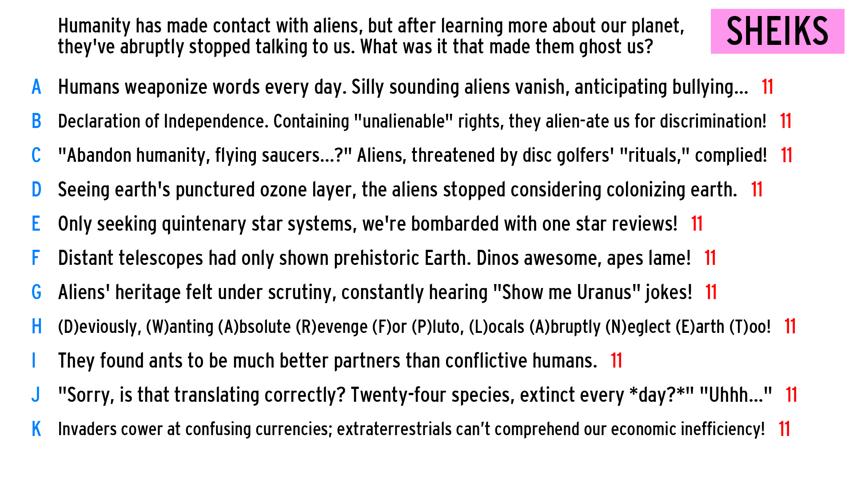 Humanity has made contact with aliens, but after learning more about our planet,
they've abruptly stopped talking to us. What was it that made them ghost us?
SHEIKS
A Humans weaponize words every day. Silly sounding aliens vanish, anticipating bullying... 11
B Declaration of Independence. Containing "unalienable" rights, they alien-ate us for discrimination! 11
C "Abandon humanity, flying saucers...?" Aliens, threatened by disc golfers' "rituals," complied! 11
D Seeing earth's punctured ozone layer, the aliens stopped considering colonizing earth. 11
E Only seeking quintenary star systems, we're bombarded with one star reviews! 11
F Distant telescopes had only shown prehistoric Earth. Dinos awesome, apes lame! 11
G Aliens' heritage felt under scrutiny, constantly hearing "Show me Uranus" jokes! 11
H (D)eviously, (W)anting (A)bsolute (R)evenge (F)or (P)luto, (L)ocals (A)bruptly (N)eglect (E)arth (T)oo! 11
I They found ants to be much better partners than conflictive humans. 11
J "Sorry, is that translating correctly? Twenty-four species, extinct every *day?*" "Uhhh..." 11
K Invaders cower at confusing currencies; extraterrestrials can't comprehend our economic inefficiency! 11